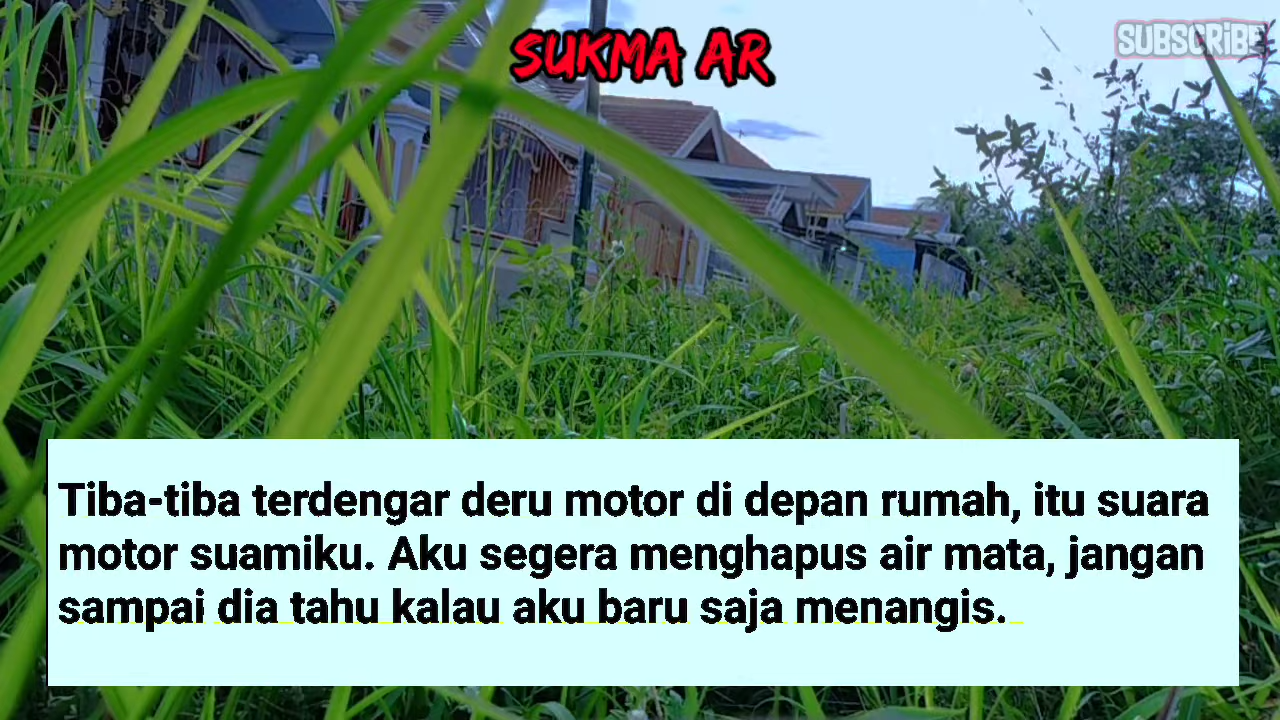 SUKMA AR
SUBSCRIBE
Tiba-tiba terdengar deru motor di depan rumah, itu suara
motor suamiku. Aku segera menghapus air mata, jangan
sampai dia tahu kalau aku baru saja menangis.